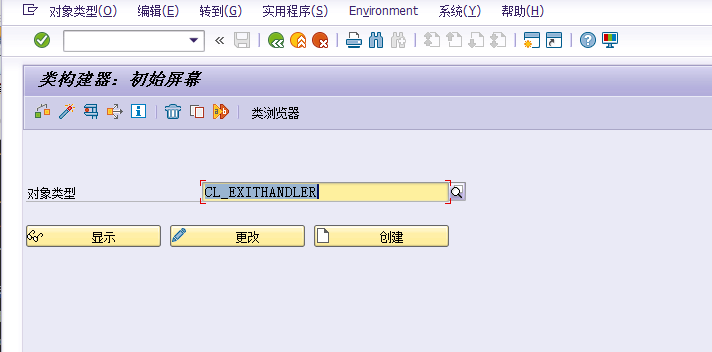 对象类型(O) 编辑(E) 转到(G) 实用程序(S) Environment 系统(Y) 帮助(H)
类构建器：初始屏幕
类浏览器
对象类型 CL_EXITHANDLER
显示 更改 创建